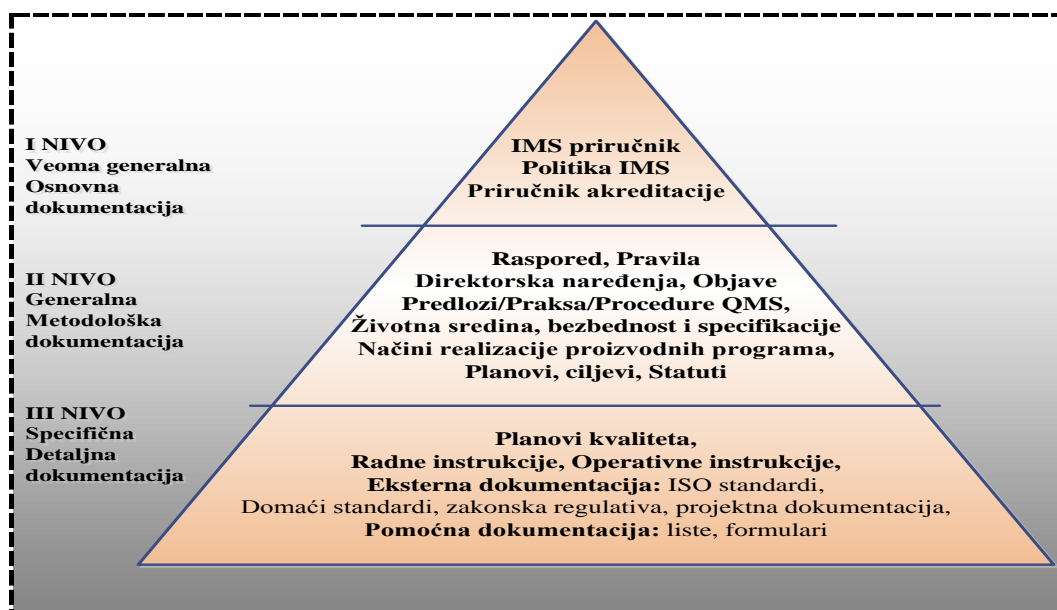 I NIVO
Veoma generalna
Osnovna
dokumentacija
IMS priručnik
Politika IMS
Priručnik akreditacije
II NIVO
Generalna
Metodološka
dokumentacija
Raspored, Pravila
Direktorska naređenja, Objave
Predlozi/Praksa/Procedure QMS,
Životna sredina, bezbednost i specifikacije
Načini realizacije proizvodnih programa,
Planovi, ciljevi, Statuti
III NIVO
Specifična
Detaljna
dokumentacija
Planovi kvaliteta,
Radne instrukcije, Operativne instrukcije,
Eksterna dokumentacija: ISO standardi,
Domaći standardi, zakonska regulativa, projektna dokumentacija,
Pomoćna dokumentacija: liste, formulari